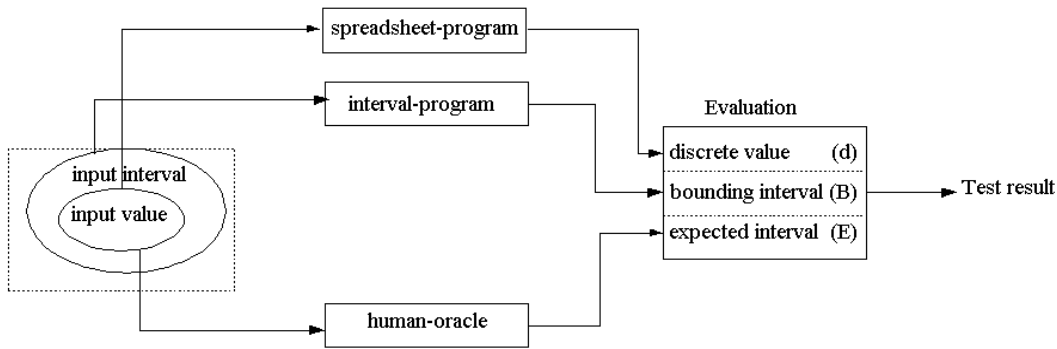 spreadsheet-program
interval-program
Evaluation
input interval
input value
discrete value (d)
bounding interval (B)
expected interval (E)
Test result
human-oracle